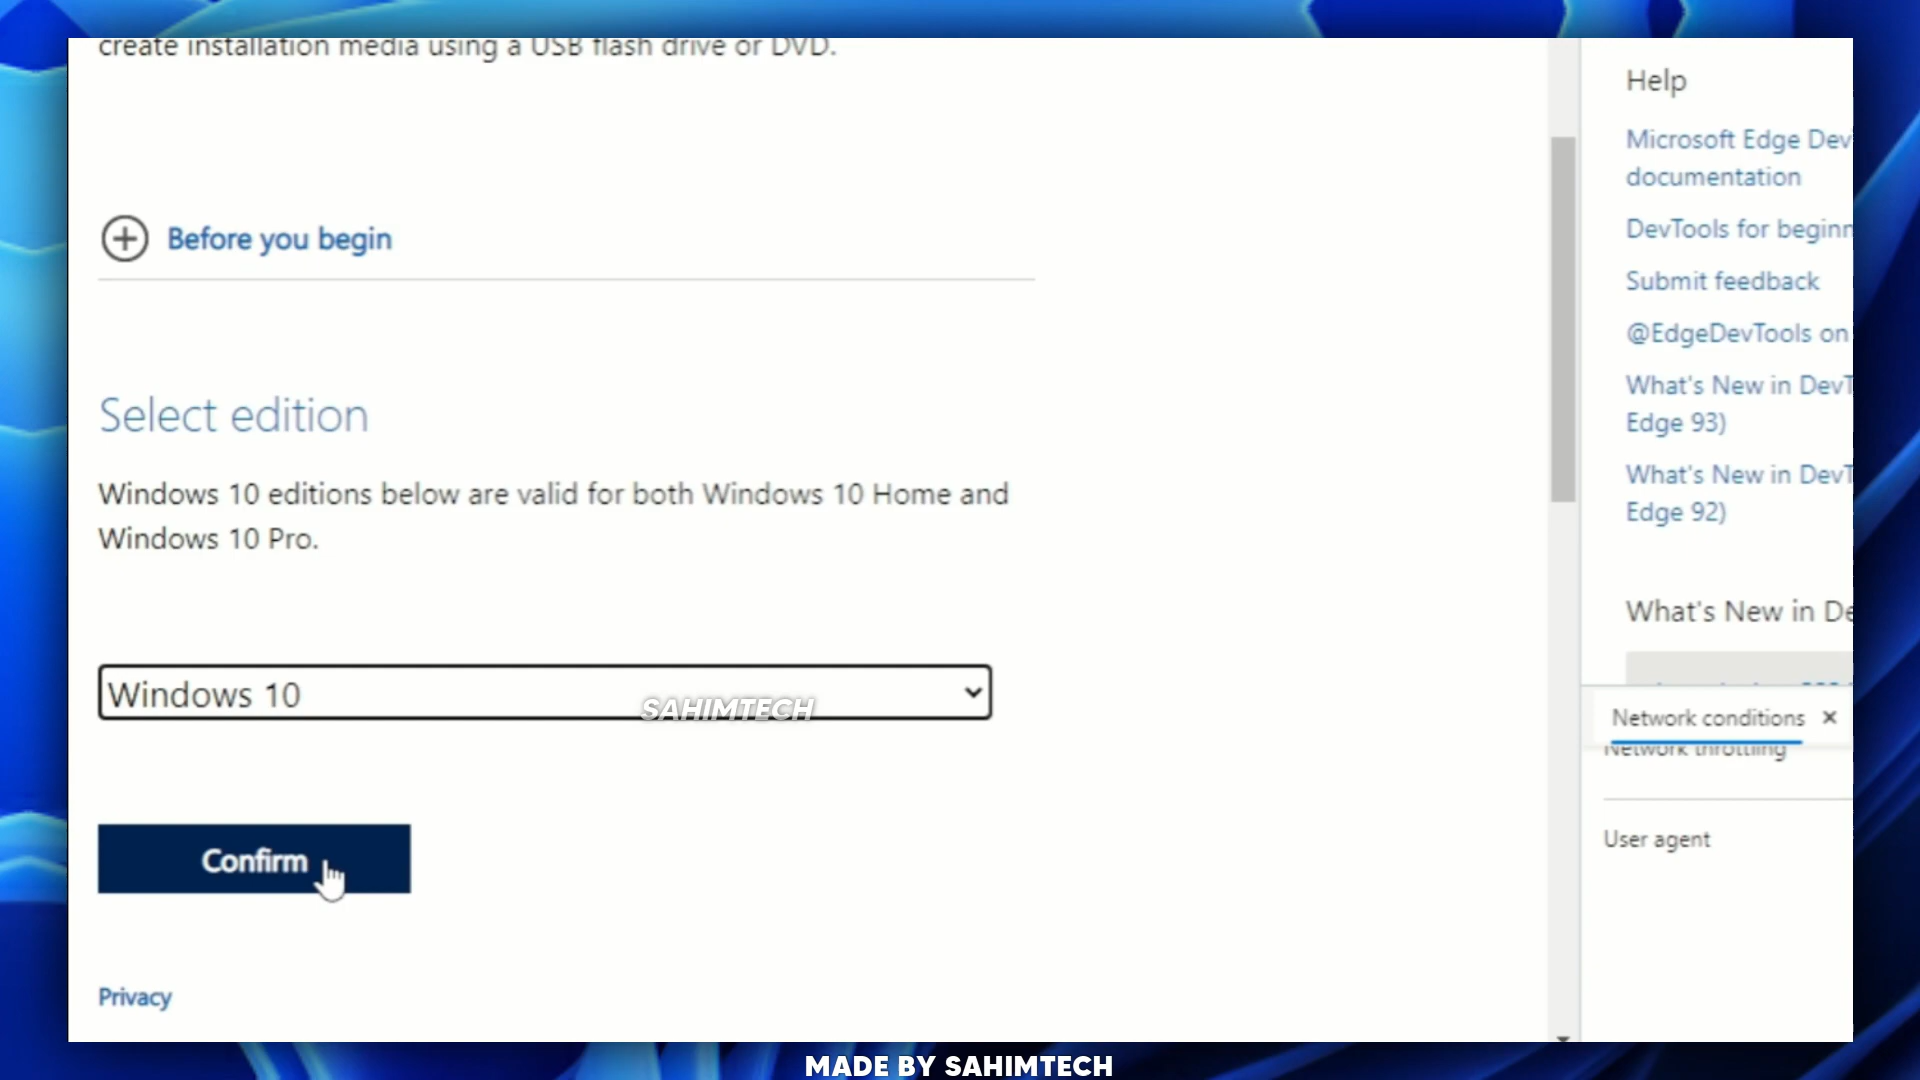 create installation media using a USB flash drive or DVD.
Before you begin
Select edition
Windows 10 editions below are valid for both Windows 10 Home and
Windows 10 Pro.
Windows 10
SAHIMTECH
Confirm
Privacy
Help
Microsoft Edge Dev
documentation
DevTools for beginn
Submit feedback
@EdgeDevTools on
What's New in DevT
Edge 93)
What's New in DevT
Edge 92)
What's New in De
Network conditions
Network throttling
User agent
MADE BY SAHIMTECH